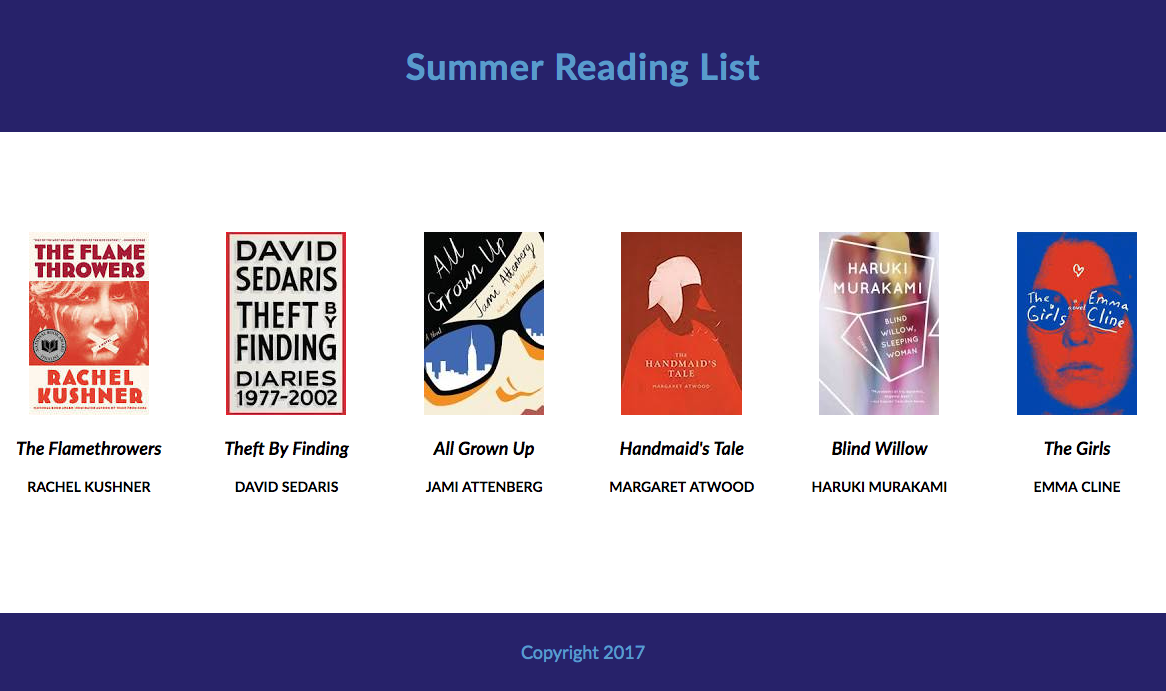 Summer Reading List
THE FLAME
THROWERS
RACHEL
KUSHNER
The Flamethrowers
RACHEL KUSHNER
DAVID
SEDARIS
THEFT BY
FINDING
DIARIES
1977–2002
Theft By Finding
DAVID SEDARIS
All
Grown Up
Jami Attenberg
A Novel
All Grown Up
JAMI ATTENBERG
THE
HANDMAID'S
TALE
MARGARET ATWOOD
Handmaid's Tale
MARGARET ATWOOD
HARUKI
MURAKAMI
BLIND
WILLOW,
SLEEPING
WOMAN
Blind Willow
HARUKI MURAKAMI
The
Girls
a novel
Emma
Cline
The Girls
EMMA CLINE
Copyright 2017